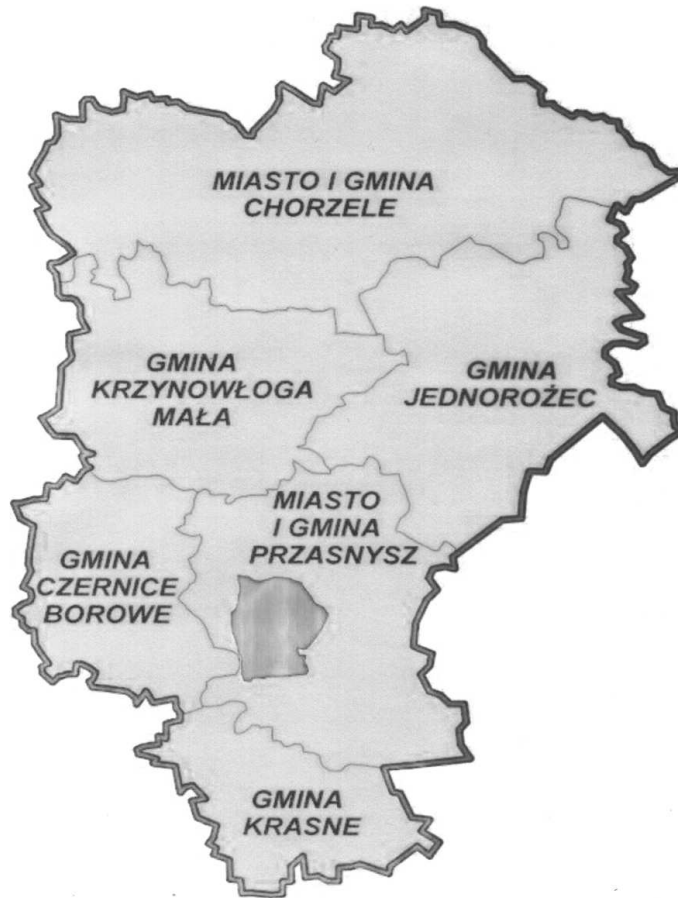 MIASTO I GMINA
CHORZELE
GMINA
KRZYNOWŁOGA
MAŁA
GMINA
JEDNOROŻEC
MIASTO
I GMINA
PRZASNYSZ
GMINA
CZERNICE
BOROWE
GMINA
KRASNE